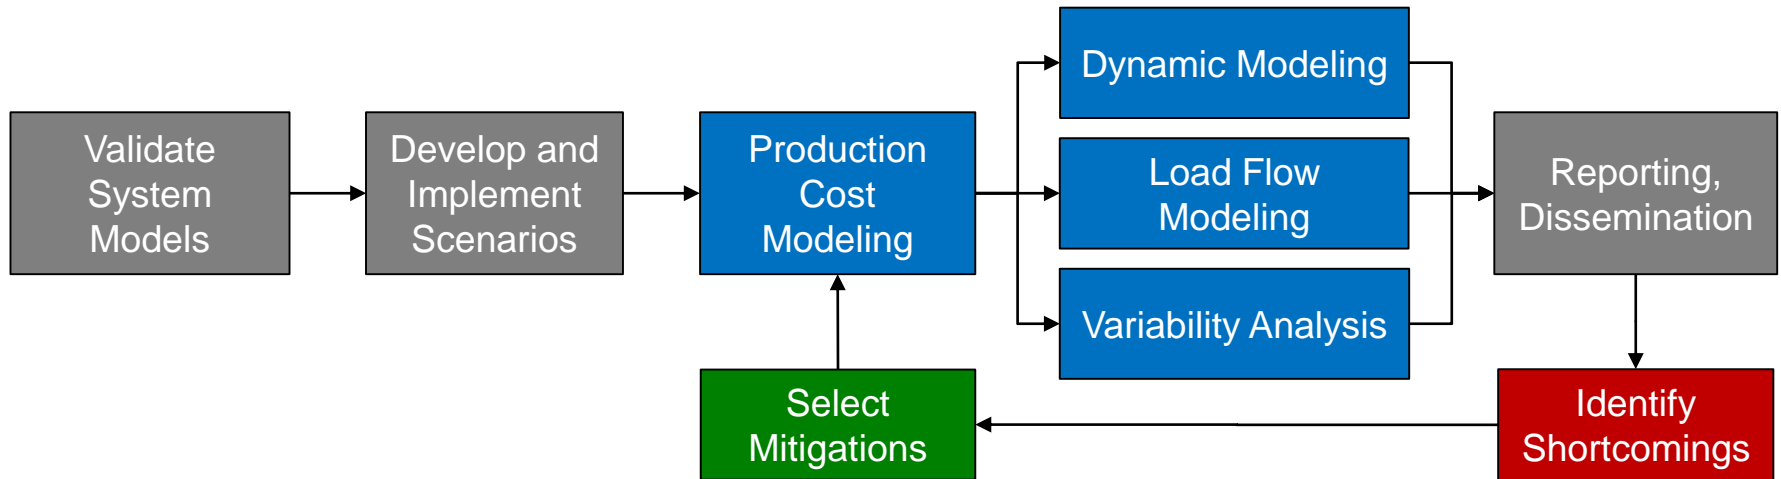 Validate
System
Models
Develop and
Implement
Scenarios
Production
Cost
Modeling
Dynamic Modeling
Load Flow
Modeling
Variability Analysis
Reporting,
Dissemination
Identify
Shortcomings
Select
Mitigations